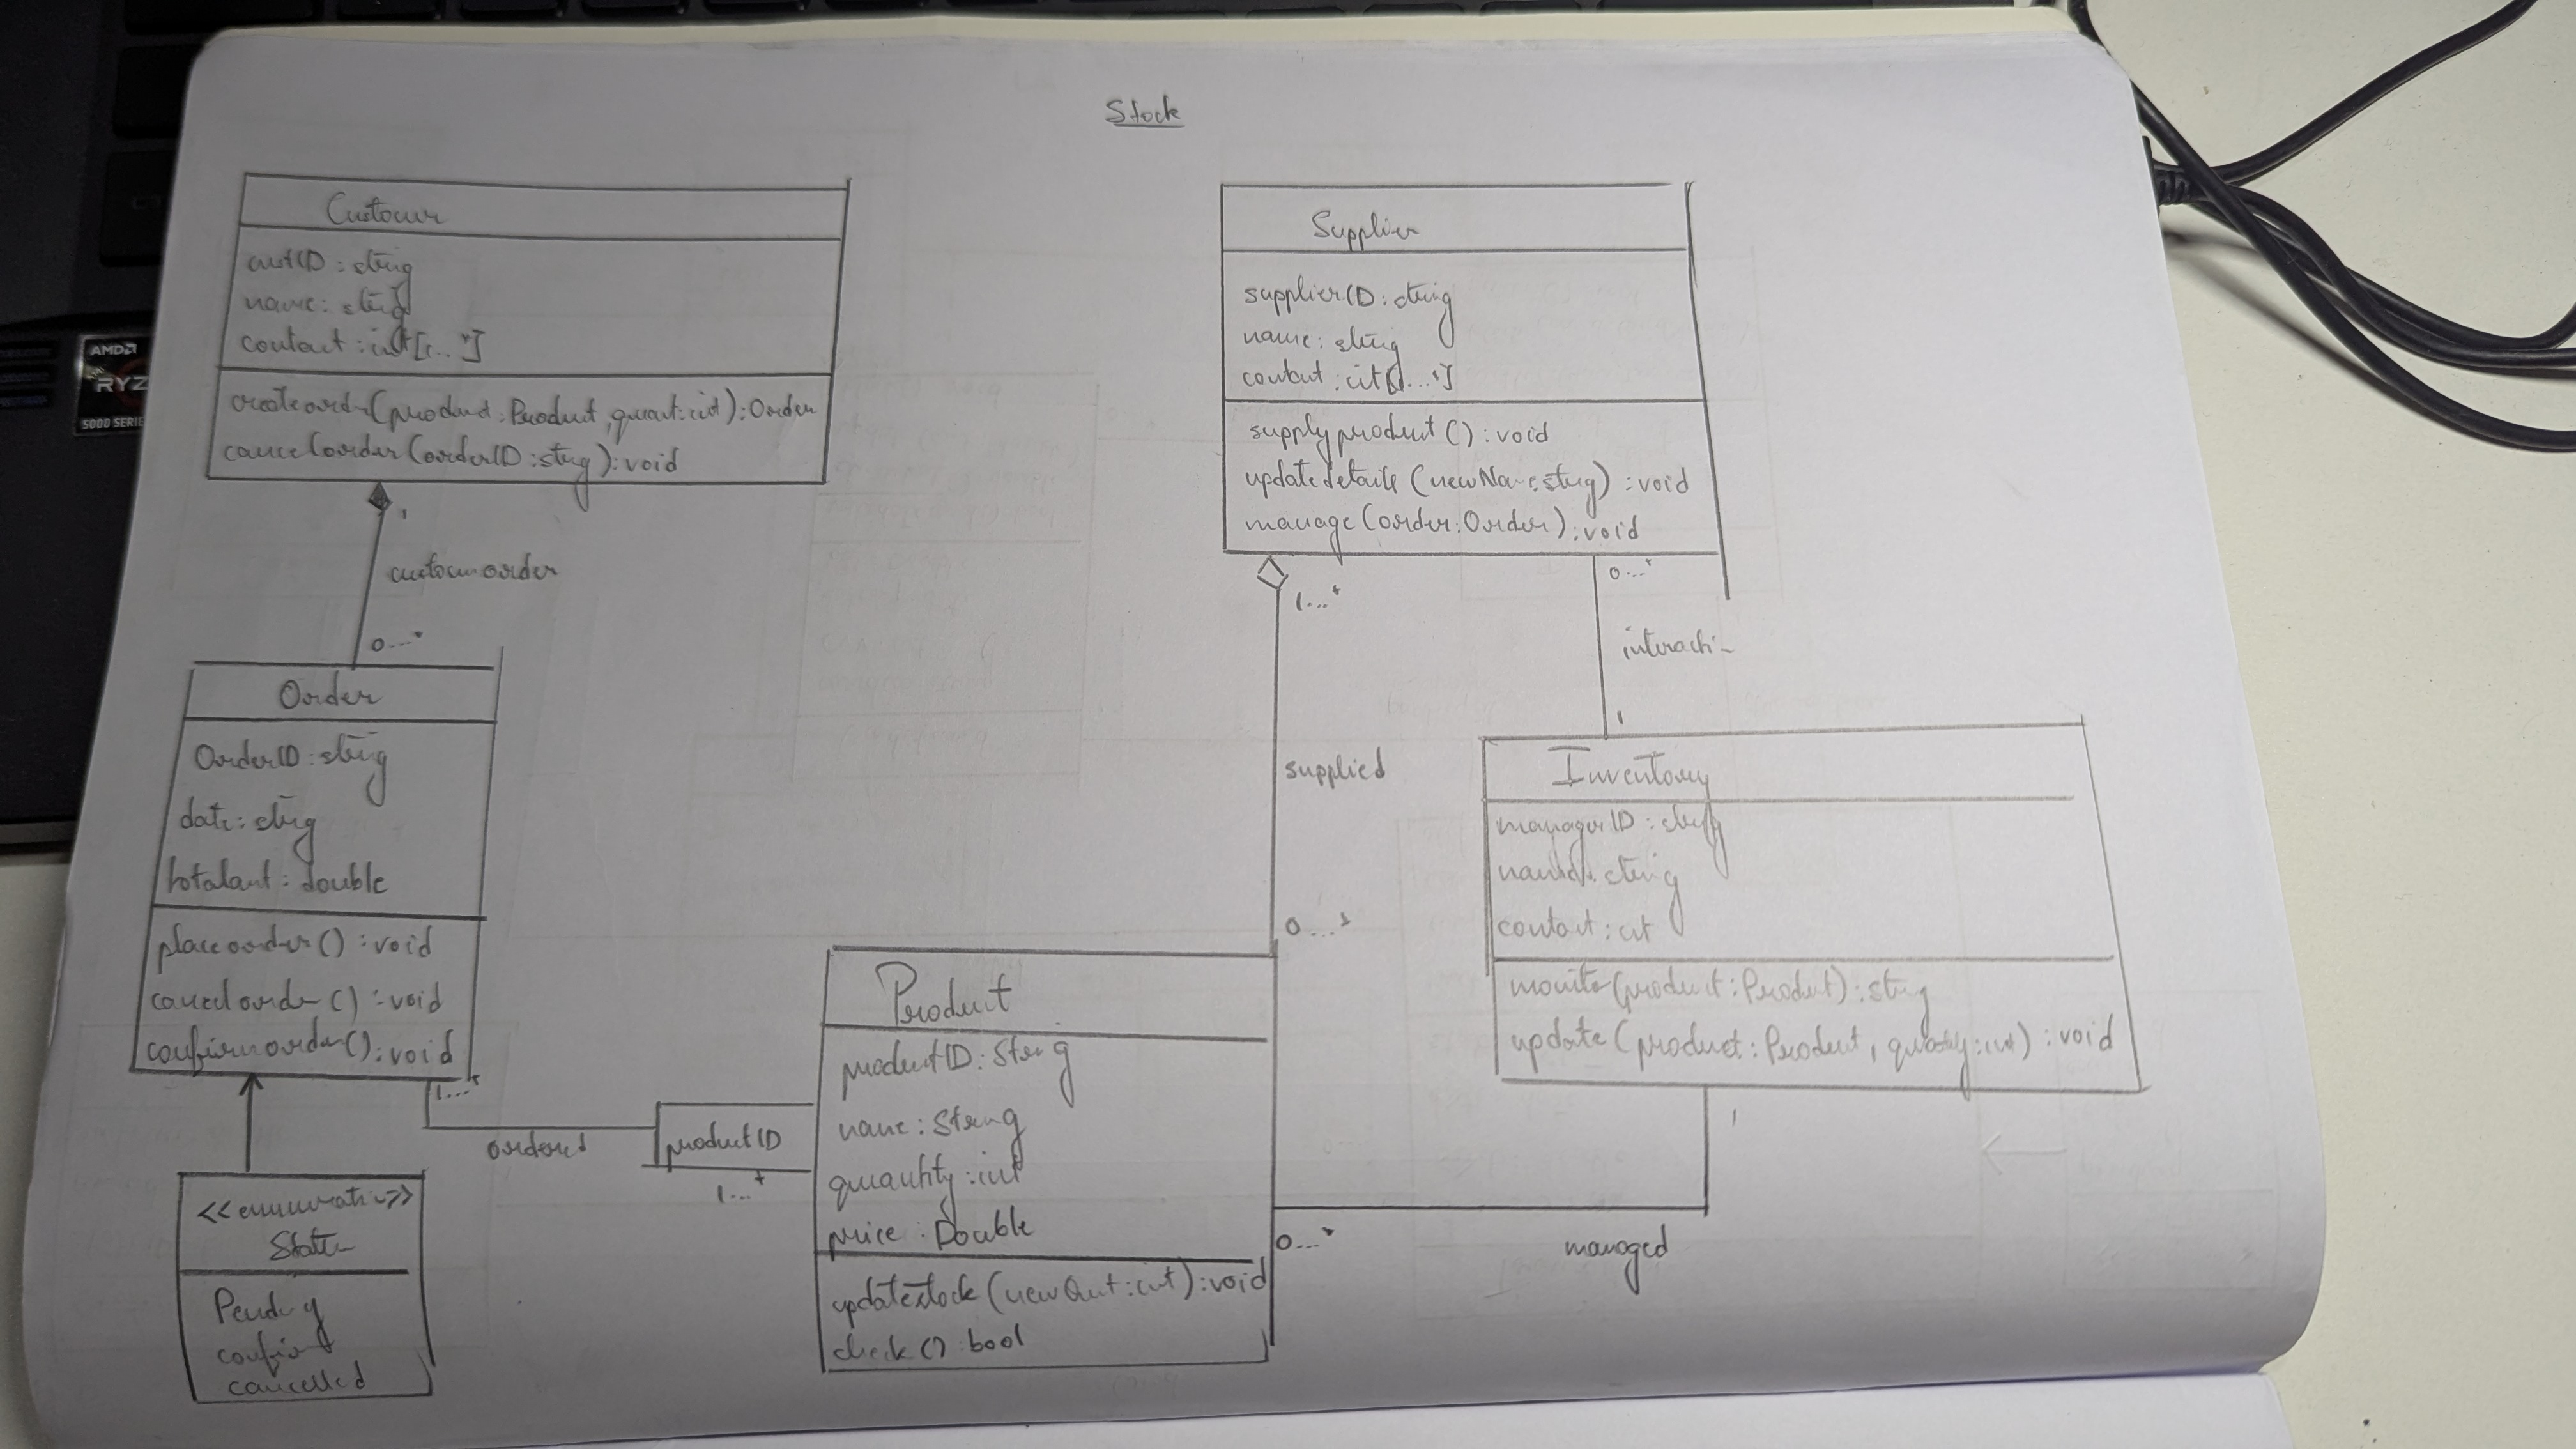 Stock
Customer
custID : string
name : string
contact : int[1...*]
createorder(product : Product, quant : int) : Order
cancelorder(orderID : string) : void
1
customerorder
0...*
Order
OrderID : string
date : string
totalamt : double
placeorder() : void
cancelorder() : void
confirmorder() : void
1...*
ordered
productID
1...*
<<enumeration>>
State
Pending
confirmed
cancelled
Supplier
supplierID : string
name : string
contact : int[1...*]
supplyproduct() : void
updatedetails(newName:string) : void
manage(order:Order) : void
1...*
supplied
0...*
0...*
interaction
1
Inventory
managerID : string
name : string
contact : int
monitor(product : Product) : string
update(product : Product, quantity : int) : void
1
managed
0...*
Product
productID : String
name : String
quantity : int
price : Double
updatestock(newQut : int) : void
check() : bool
AMD
RYZ
5000 SERIE